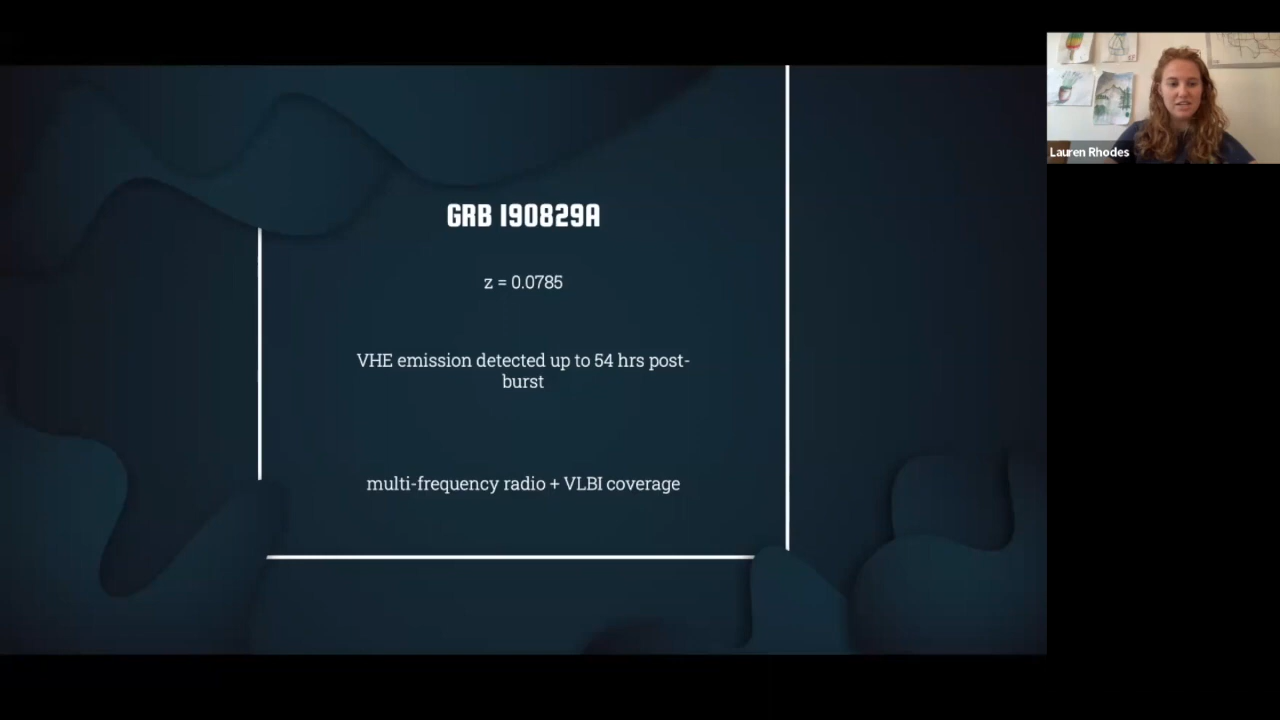 GRB 190829A
z = 0.0785
VHE emission detected up to 54 hrs post-
burst
multi-frequency radio + VLBI coverage
Lauren Rhodes